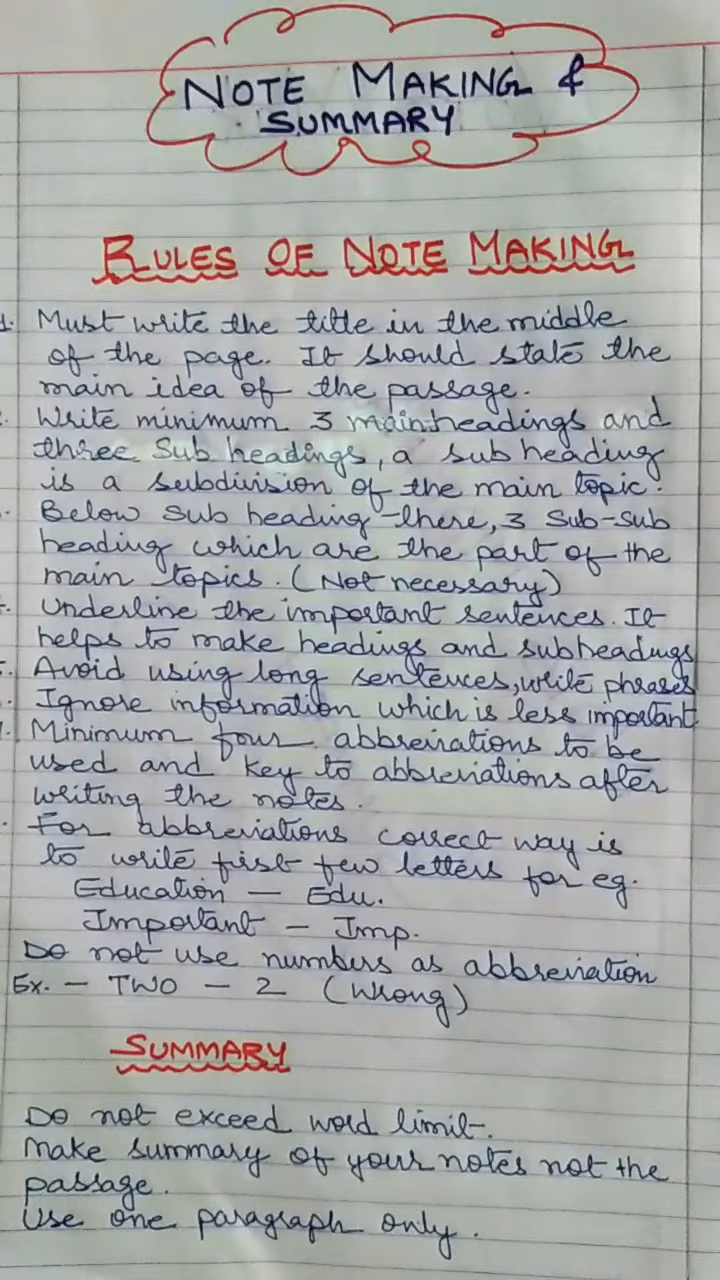 NOTE MAKING &
SUMMARY
RULES OF NOTE MAKING
1. Must write the title in the middle
of the page. It should state the
main idea of the passage.
Write minimum 3 main headings and
three Sub headings, a sub heading
is a subdivision of the main topic.
Below Sub heading there, 3 Sub-Sub
heading which are the part of the
main topics. (Not necessary)
Underline the important sentences. It
helps to make headings and subheadings
5. Avoid using long sentences, write phrases
Ignore information which is less important
7. Minimum four abbreviations to be
used and key to abbreviations after
writing the notes.
For abbreviations correct way is
to write first few letters for eg.
Education — Edu.
Important — Imp.
Do not use numbers as abbreviation
Ex. — TWO — 2 (Wrong)
SUMMARY
Do not exceed word limit.
Make summary of your notes not the
passage.
Use one paragraph only.